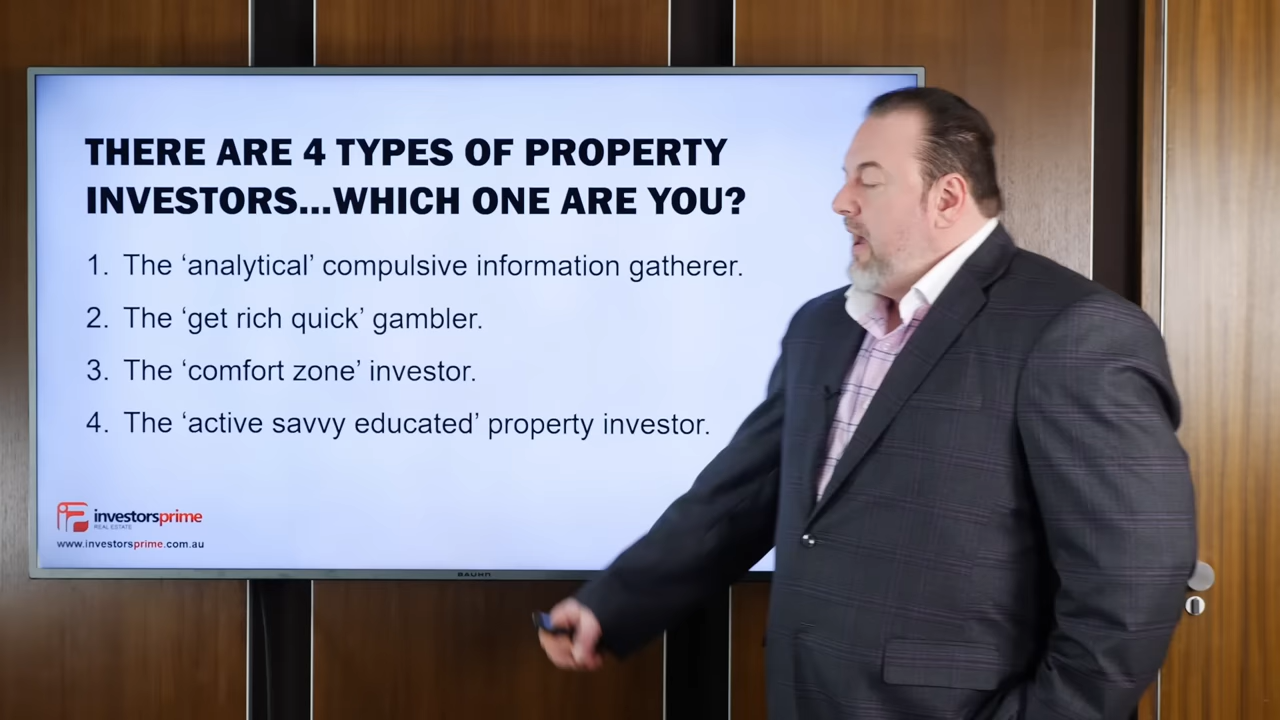 THERE ARE 4 TYPES OF PROPERTY
INVESTORS...WHICH ONE ARE YOU?
1. The ‘analytical’ compulsive information gatherer.
2. The ‘get rich quick’ gambler.
3. The ‘comfort zone’ investor.
4. The ‘active savvy educated’ property investor.
investorsprime
REAL ESTATE
www.investorsprime.com.au
BAUHN